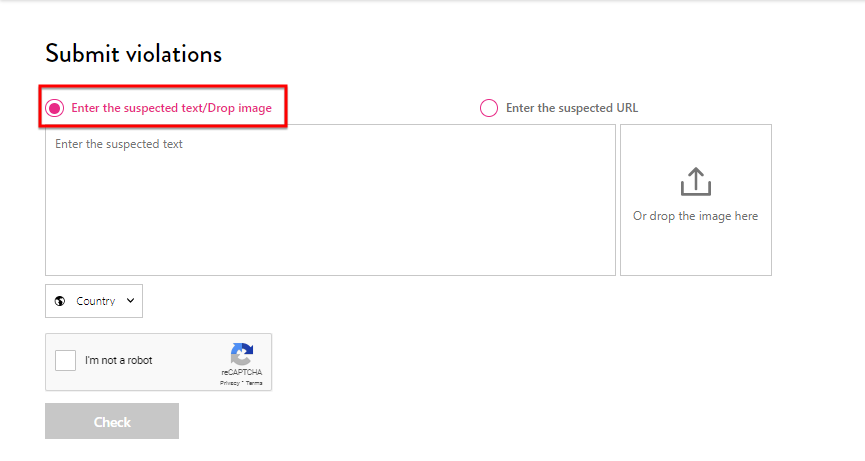 Submit violations
Enter the suspected text/Drop image
Enter the suspected URL
Enter the suspected text
Or drop the image here
Country
I'm not a robot
reCAPTCHA
Privacy - Terms
Check